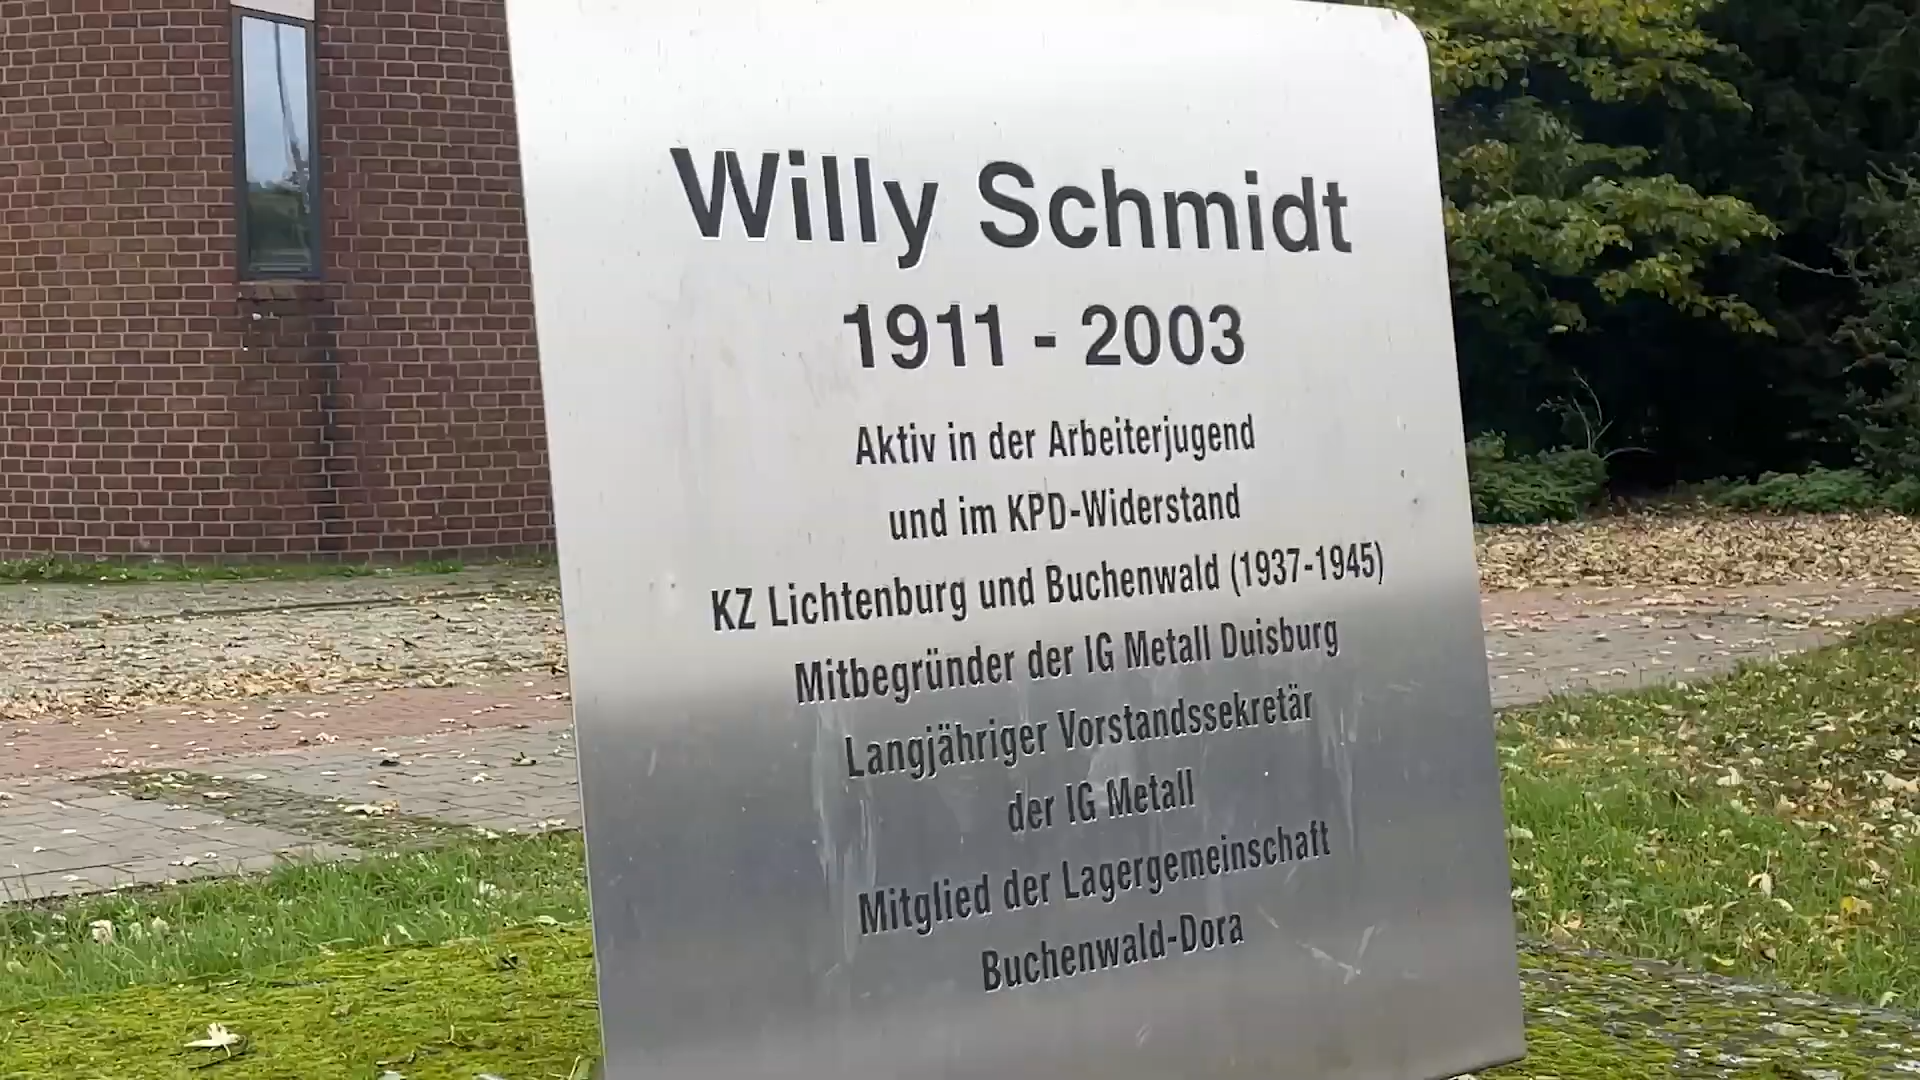 Willy Schmidt
1911 - 2003
Aktiv in der Arbeiterjugend
und im KPD-Widerstand
KZ Lichtenburg und Buchenwald (1937-1945)
Mitbegründer der IG Metall Duisburg
Langjähriger Vorstandssekretär
der IG Metall
Mitglied der Lagergemeinschaft
Buchenwald-Dora